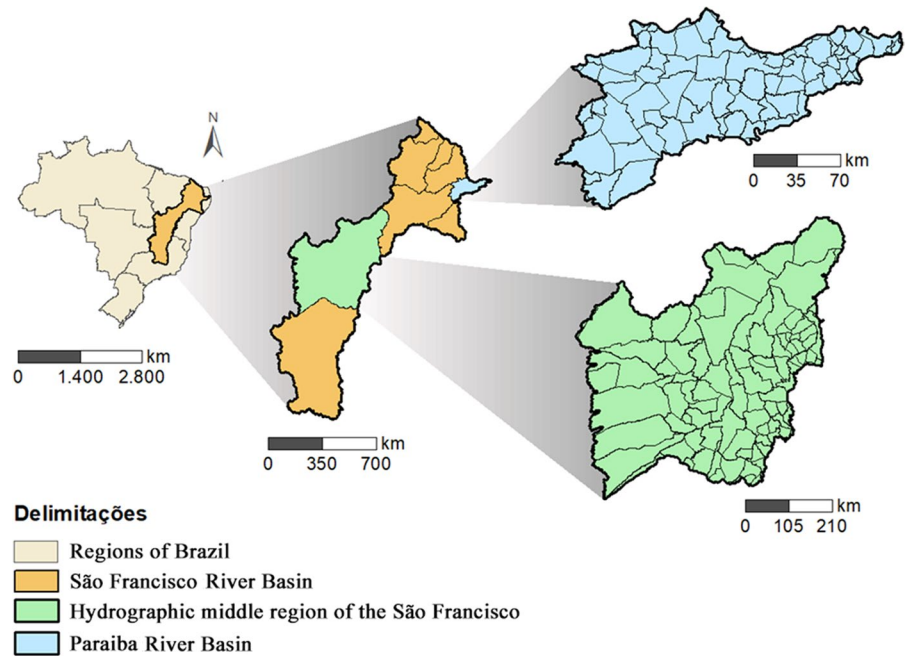 N
km
0 35 70
km
0 1.400 2.800
km
0 350 700
km
0 105 210
Delimitações
Regions of Brazil
São Francisco River Basin
Hydrographic middle region of the São Francisco
Paraiba River Basin